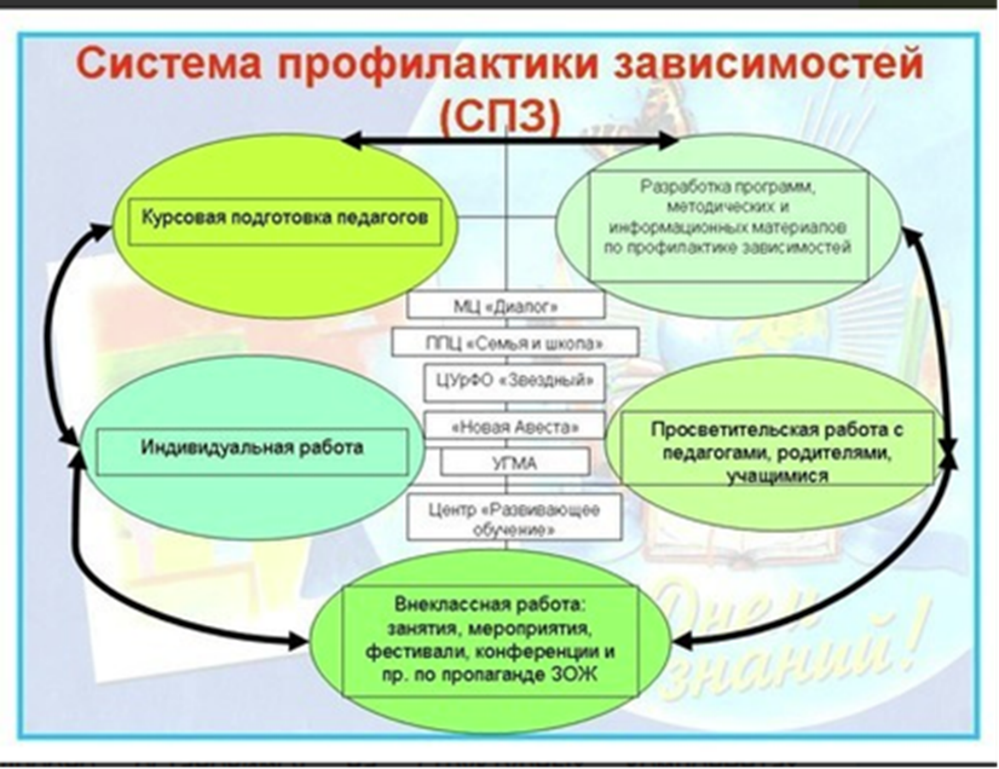 Система профилактики зависимостей
(СПЗ)
Курсовая подготовка педагогов
Разработка программ,
методических и
информационных материалов
по профилактике зависимостей
МЦ «Диалог»
ППЦ «Семья и школа»
ЦУрФО «Звездный»
«Новая Авеста»
УГМА
Центр «Развивающее
обучение»
Индивидуальная работа
Просветительская работа с
педагогами, родителями,
учащимися
Внеклассная работа:
занятия, мероприятия,
фестивали, конференции и
пр. по пропаганде ЗОЖ
Днем
знаний!